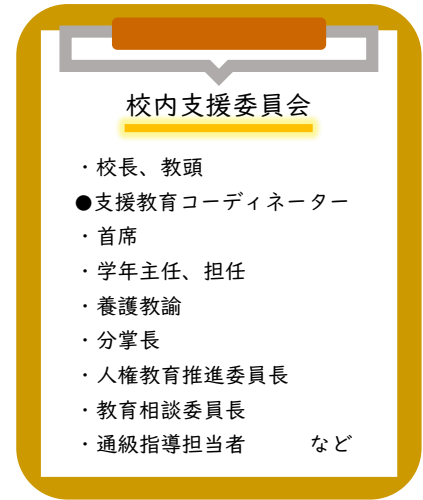 校内支援委員会
・校長、教頭
●支援教育コーディネーター
・首席
・学年主任、担任
・養護教諭
・分掌長
・人権教育推進委員長
・教育相談委員長
・通級指導担当者　　　など